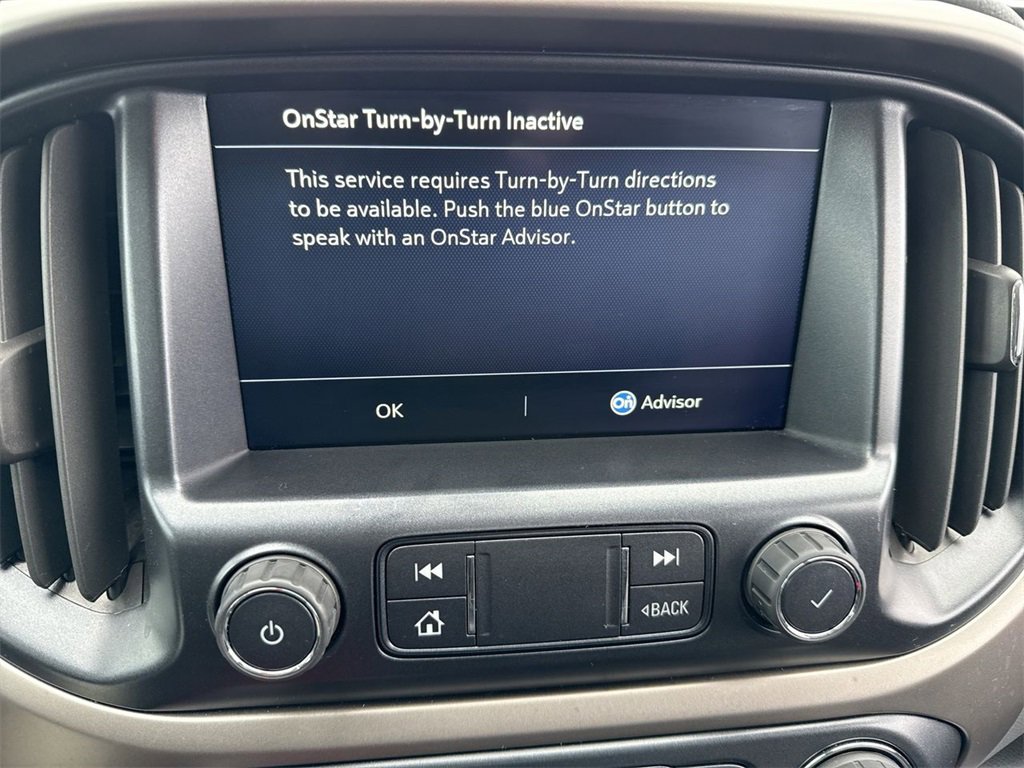 OnStar Turn-by-Turn Inactive
This service requires Turn-by-Turn directions
to be available. Push the blue OnStar button to
speak with an OnStar Advisor.
OK | On Advisor
BACK